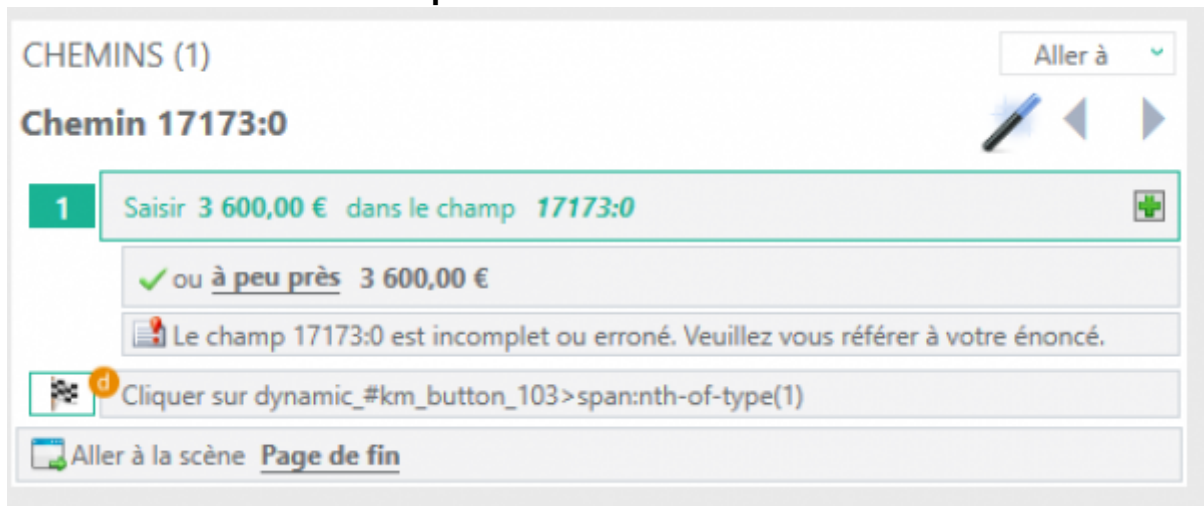 CHEMINS (1)
Aller à
Chemin 17173:0
1
Saisir 3 600,00 € dans le champ 17173:0
ou à peu près 3 600,00 €
Le champ 17173:0 est incomplet ou erroné. Veuillez vous référer à votre énoncé.
d
Cliquer sur dynamic_#km_button_103>span:nth-of-type(1)
Aller à la scène Page de fin